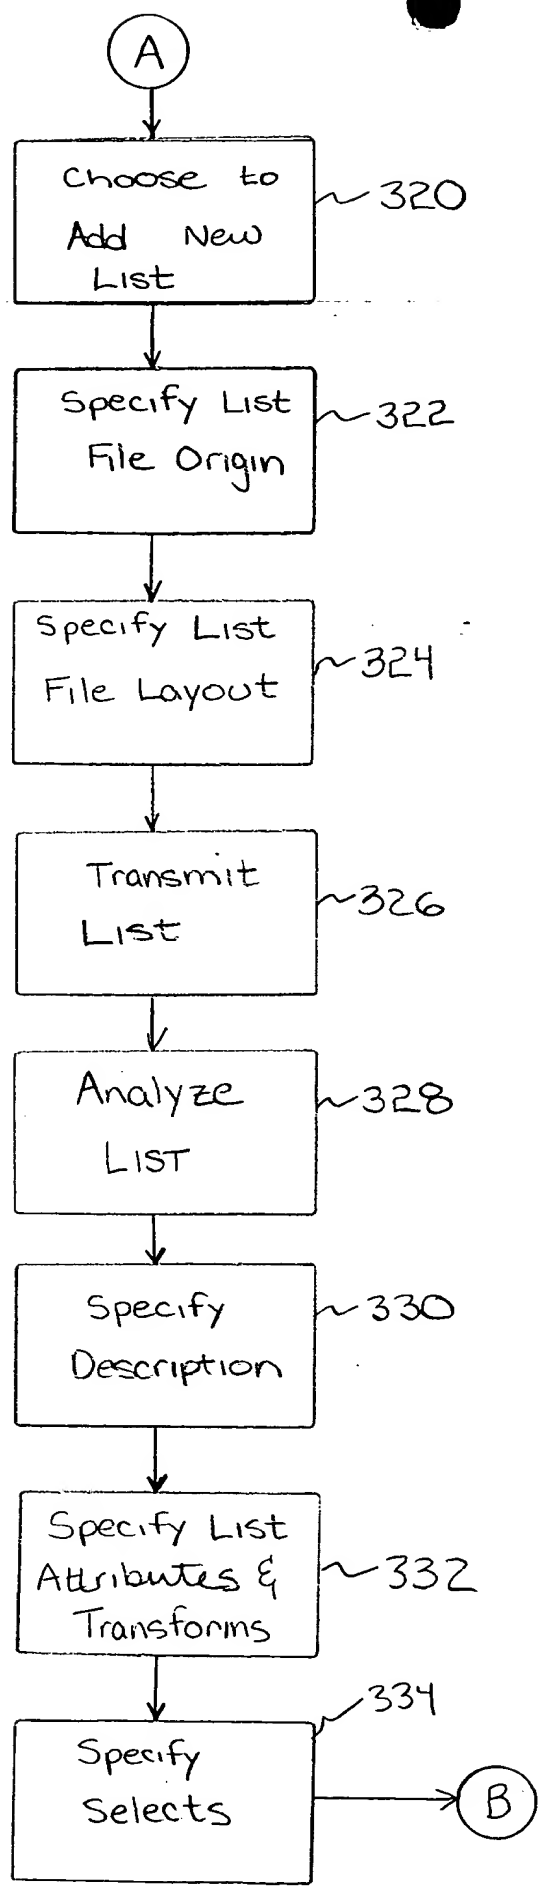 A
Choose to
Add New
List
320
Specify List
File Origin
322
Specify List
File Layout
324
Transmit
List
326
Analyze
LIST
328
Specify
Description
330
Specify List
Attributes &
Transforms
332
334
Specify
Selects
B